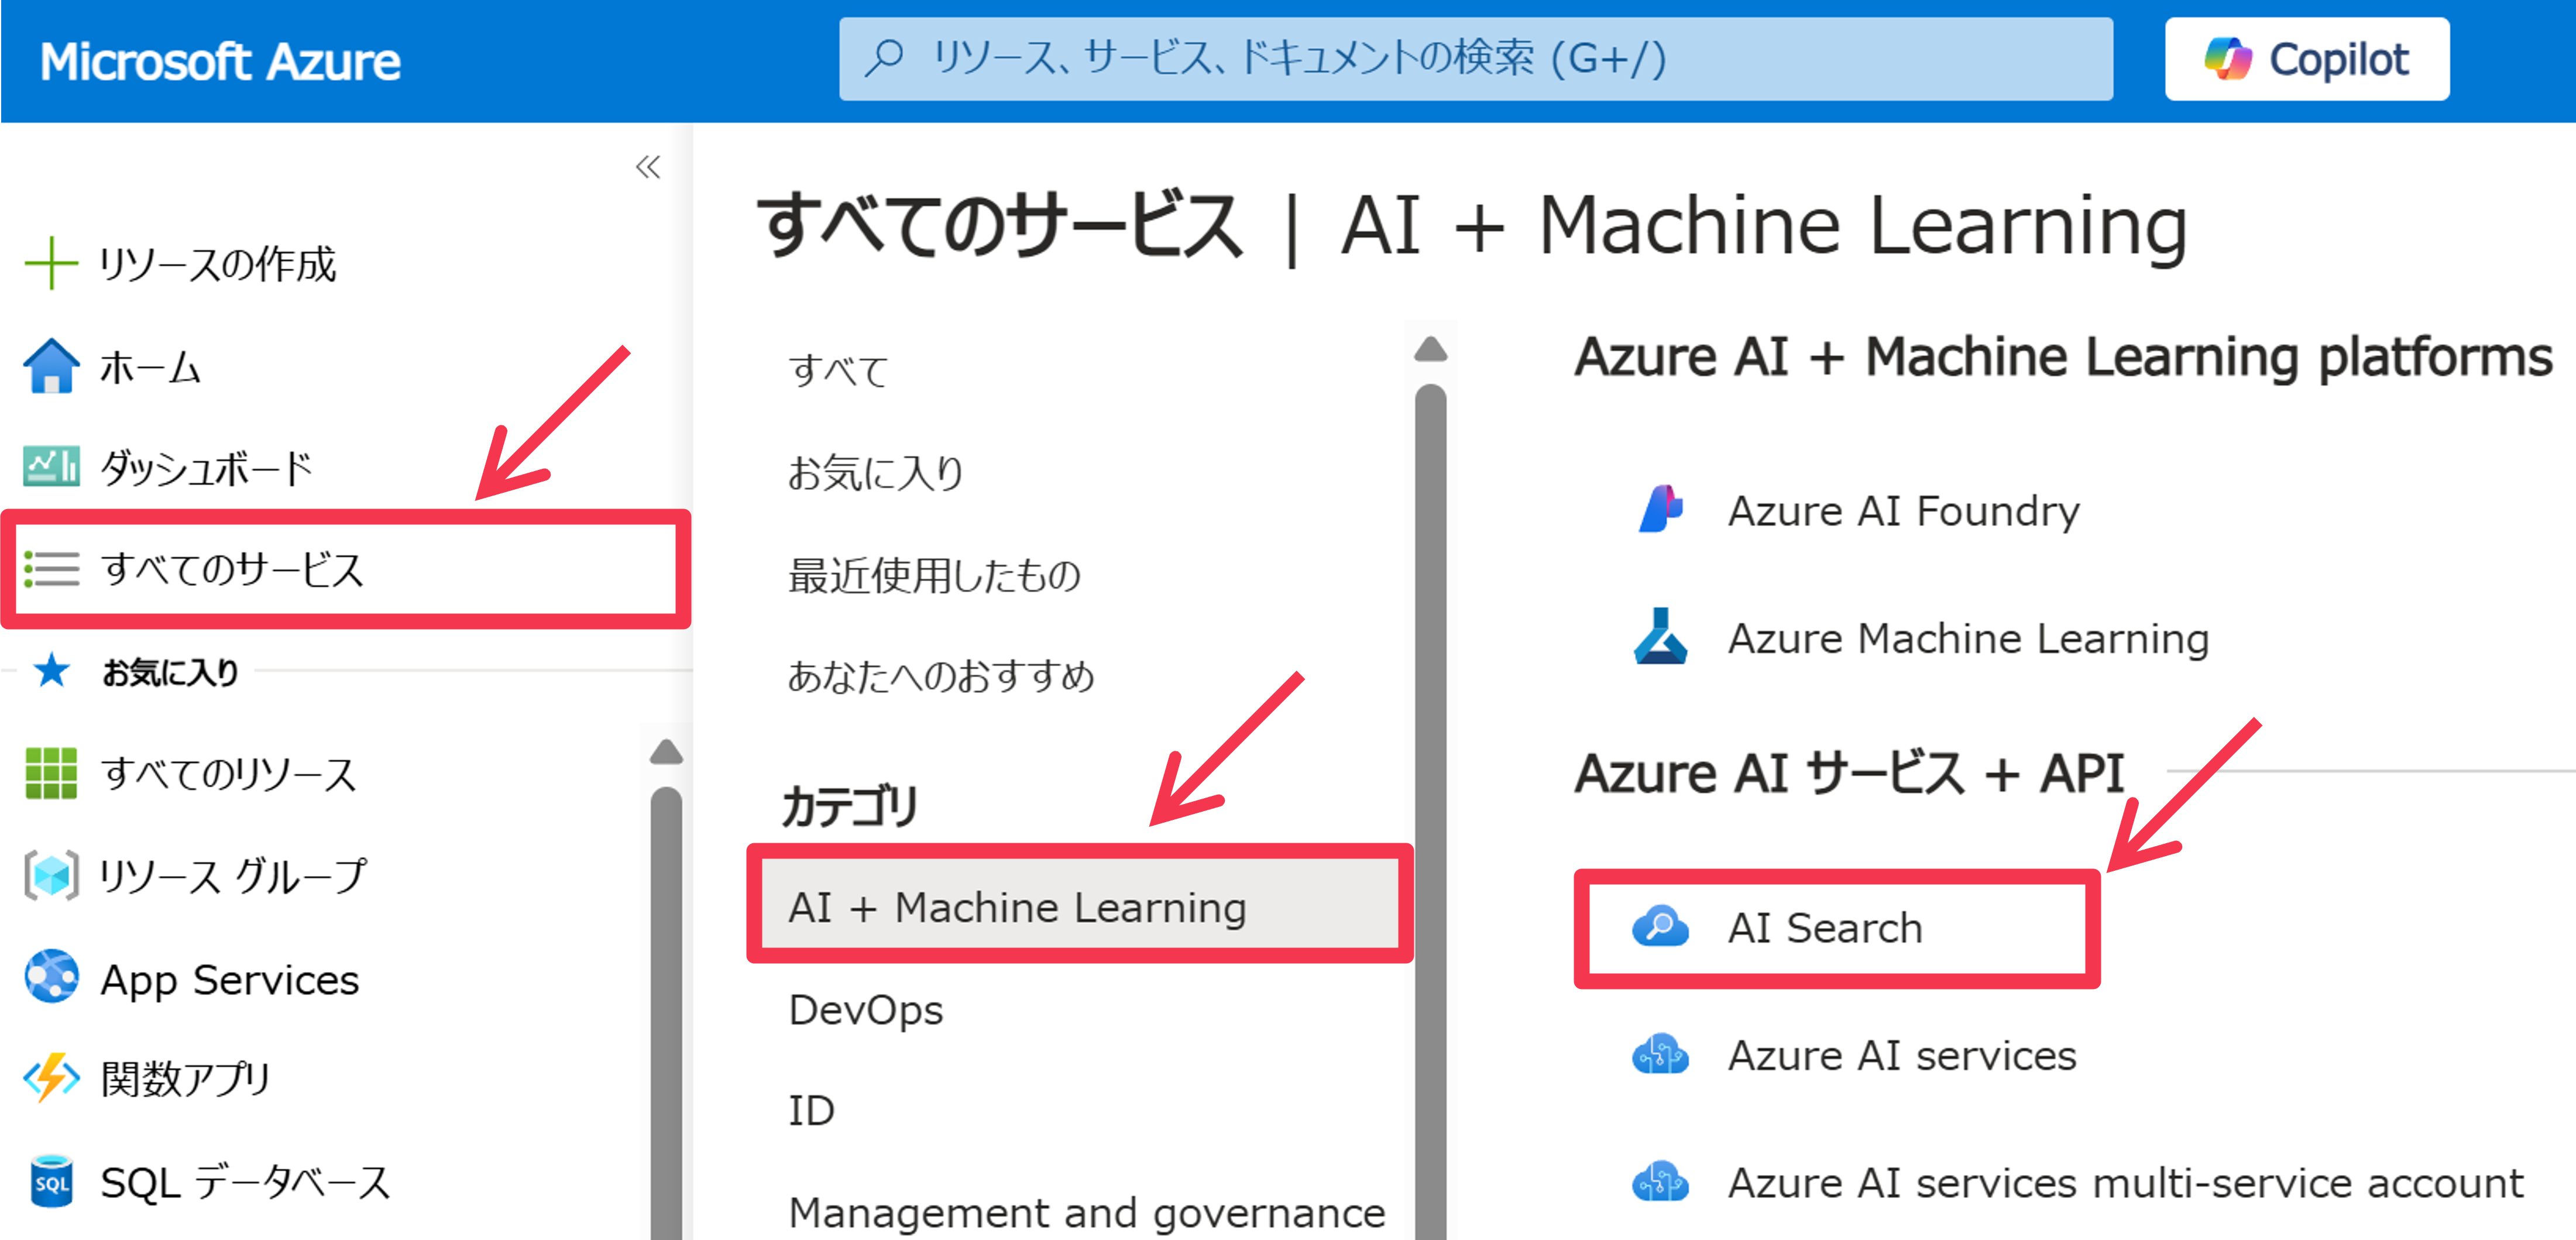 Microsoft Azure
リソース、サービス、ドキュメントの検索 (G+/)
Copilot
リソースの作成
ホーム
ダッシュボード
すべてのサービス
お気に入り
すべてのリソース
リソース グループ
App Services
関数アプリ
SQL
SQL データベース
すべてのサービス | AI + Machine Learning
すべて
お気に入り
最近使用したもの
あなたへのおすすめ
カテゴリ
AI + Machine Learning
DevOps
ID
Management and governance
Azure AI + Machine Learning platforms
Azure AI Foundry
Azure Machine Learning
Azure AI サービス + API
AI Search
Azure AI services
Azure AI services multi-service account